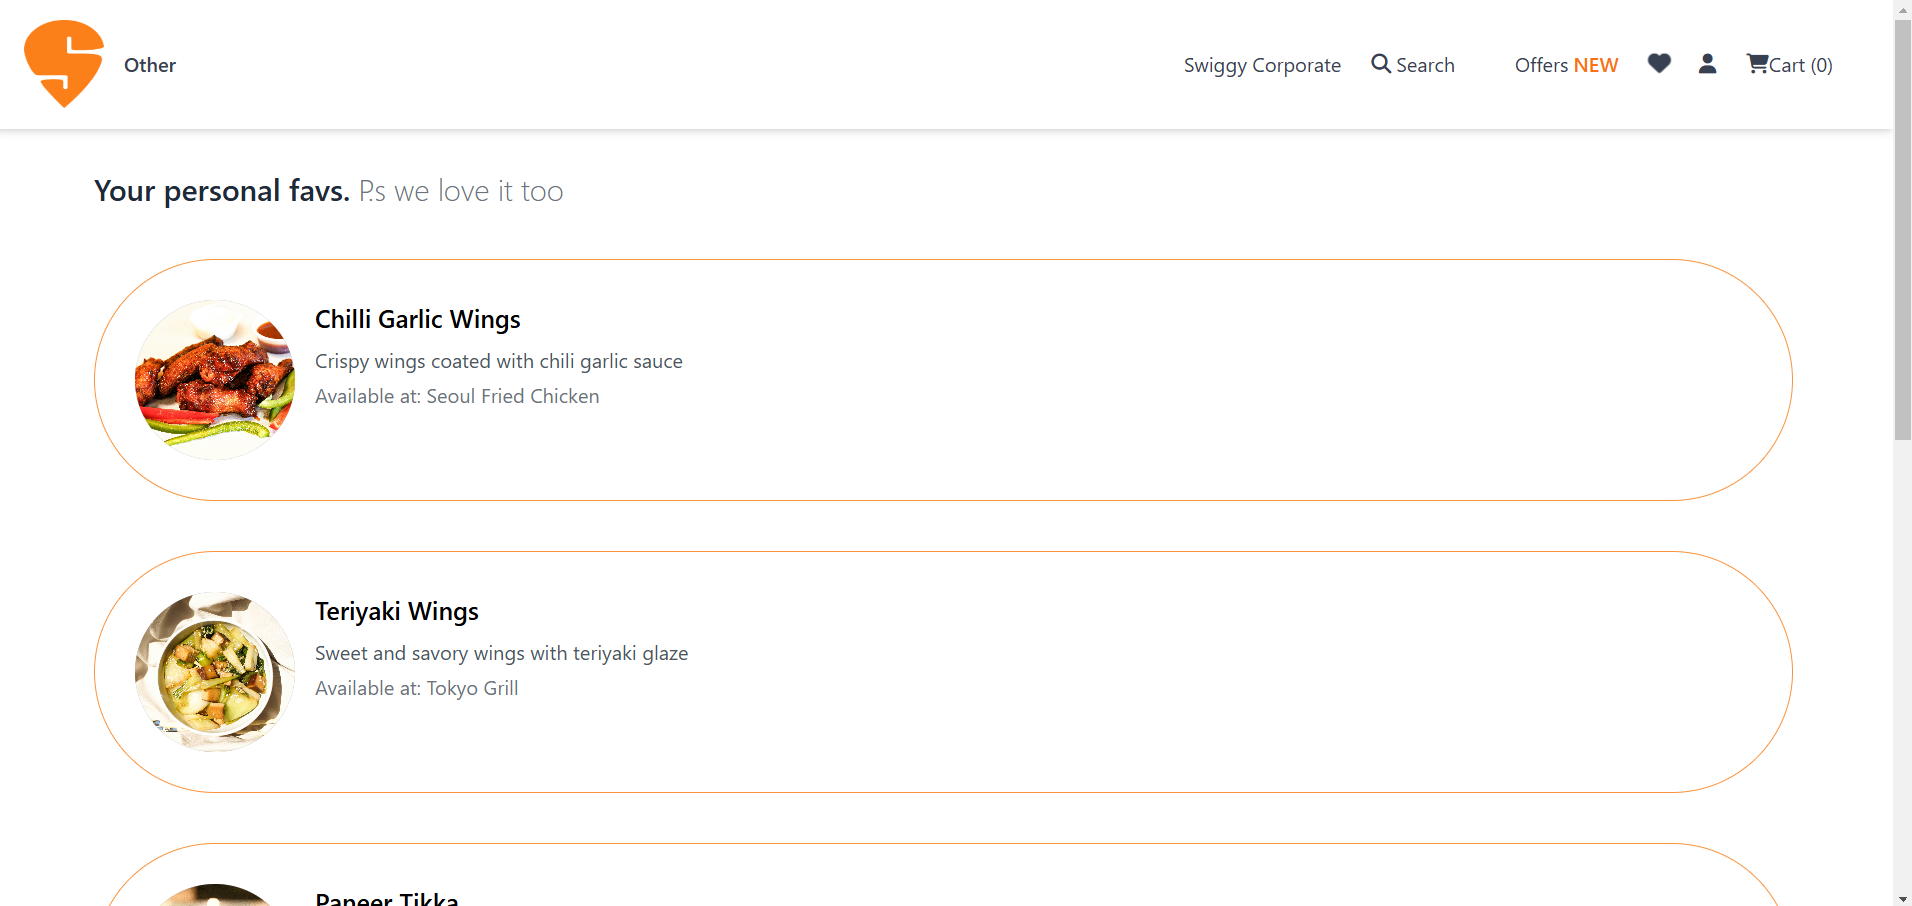 Other
Swiggy Corporate
Search
Offers NEW
Cart (0)
Your personal favs. P.s we love it too
Chilli Garlic Wings
Crispy wings coated with chili garlic sauce
Available at: Seoul Fried Chicken
Teriyaki Wings
Sweet and savory wings with teriyaki glaze
Available at: Tokyo Grill
Paneer Tikka